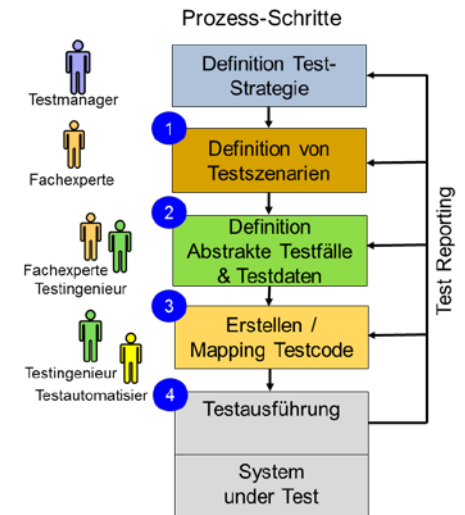 Prozess-Schritte
Testmanager
Definition Test-
Strategie
1
Fachexperte
Definition von
Testszenarien
2
Fachexperte
Testingenieur
Definition
Abstrakte Testfälle
& Testdaten
3
Testingenieur
Testautomatisier
Erstellen /
Mapping Testcode
4
Testausführung
System
under Test
Test Reporting